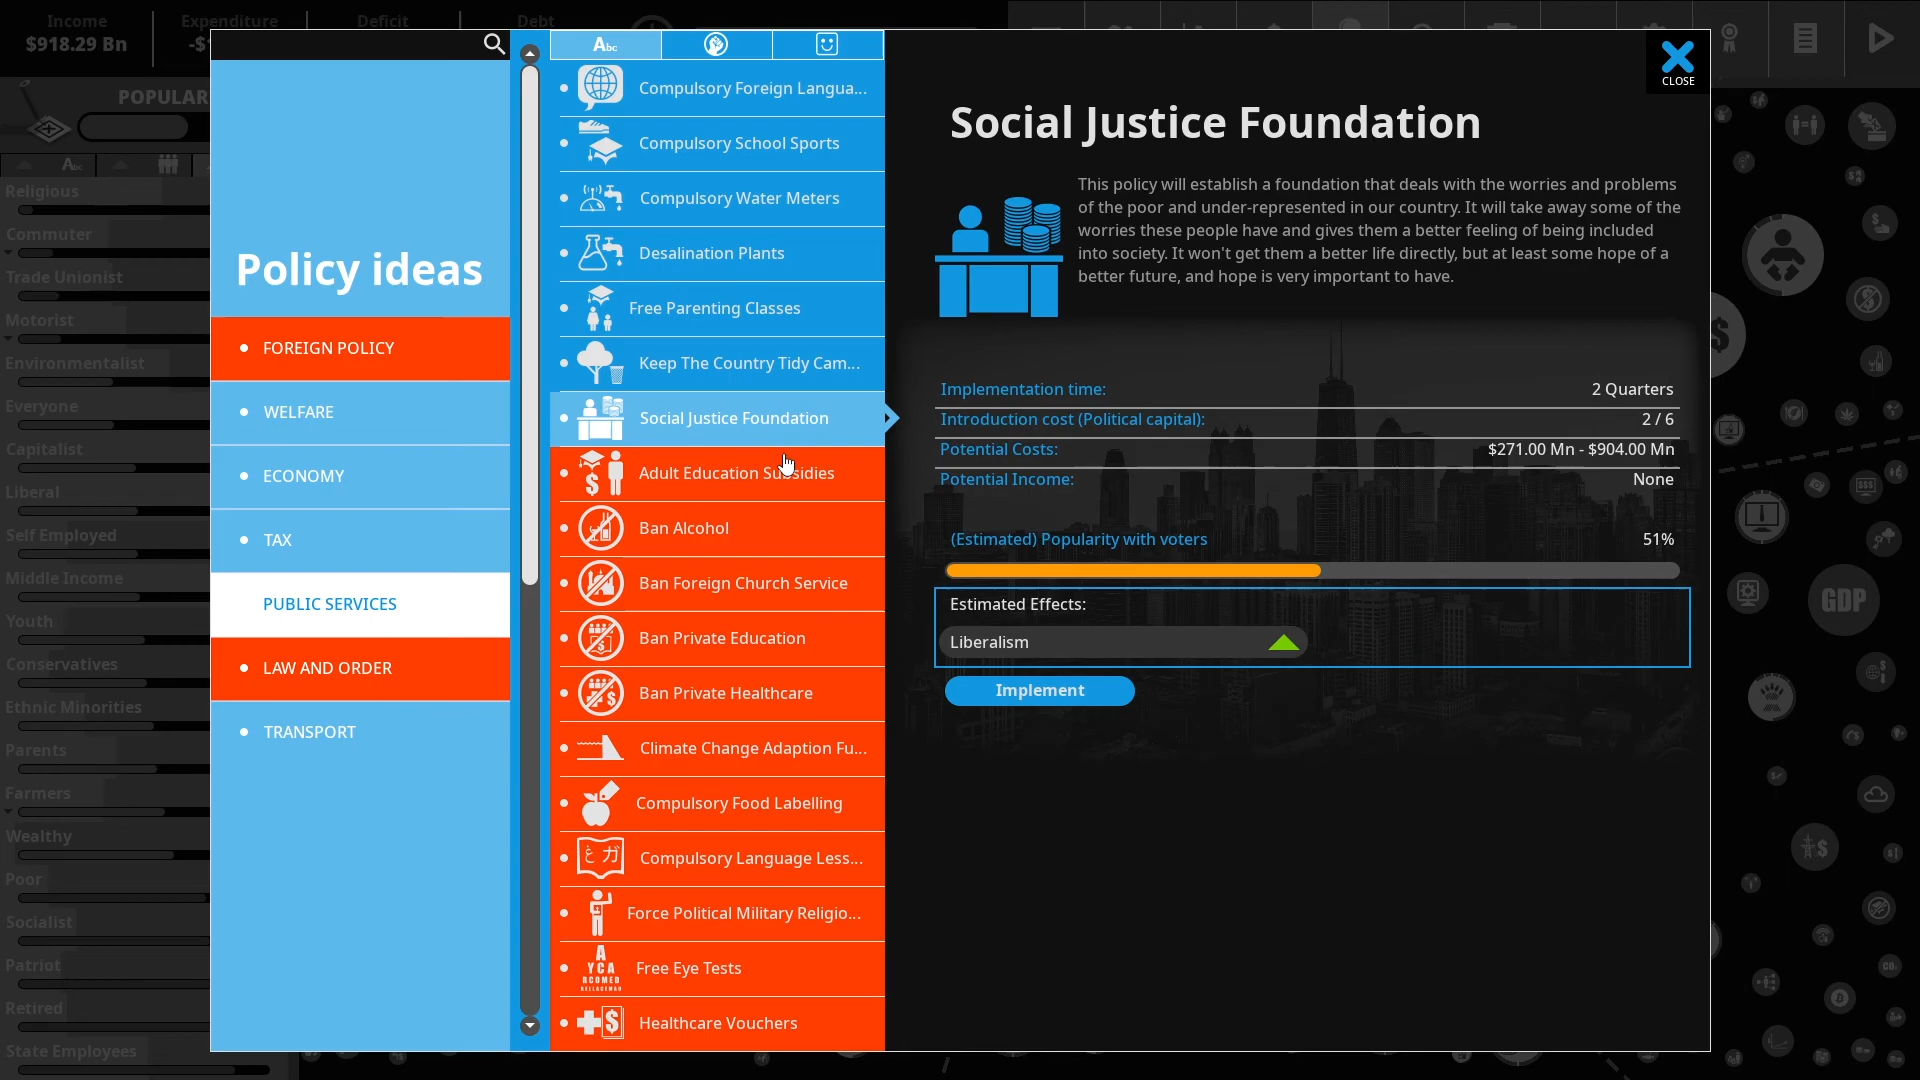 Income
Expenditure
Deficit
Debt
$918.29 Bn
-$1
POPULAR
Abc
Religious
Commuter
Trade Unionist
Motorist
Environmentalist
Everyone
Capitalist
Liberal
Self Employed
Middle Income
Youth
Conservatives
Ethnic Minorities
Parents
Farmers
Wealthy
Poor
Socialist
Patriot
Retired
State Employees
Policy ideas
FOREIGN POLICY
WELFARE
ECONOMY
TAX
PUBLIC SERVICES
LAW AND ORDER
TRANSPORT
Abc
Compulsory Foreign Langua...
Compulsory School Sports
Compulsory Water Meters
Desalination Plants
Free Parenting Classes
Keep The Country Tidy Cam...
Social Justice Foundation
Adult Education Subsidies
Ban Alcohol
Ban Foreign Church Service
Ban Private Education
Ban Private Healthcare
Climate Change Adaption Fu...
Compulsory Food Labelling
Compulsory Language Less...
Force Political Military Religio...
Free Eye Tests
Healthcare Vouchers
CLOSE
Social Justice Foundation
This policy will establish a foundation that deals with the worries and problems
of the poor and under-represented in our country. It will take away some of the
worries these people have and gives them a better feeling of being included
into society. It won't get them a better life directly, but at least some hope of a
better future, and hope is very important to have.
Implementation time: 2 Quarters
Introduction cost (Political capital): 2 / 6
Potential Costs: $271.00 Mn - $904.00 Mn
Potential Income: None
(Estimated) Popularity with voters 51%
Estimated Effects:
Liberalism
Implement
GDP